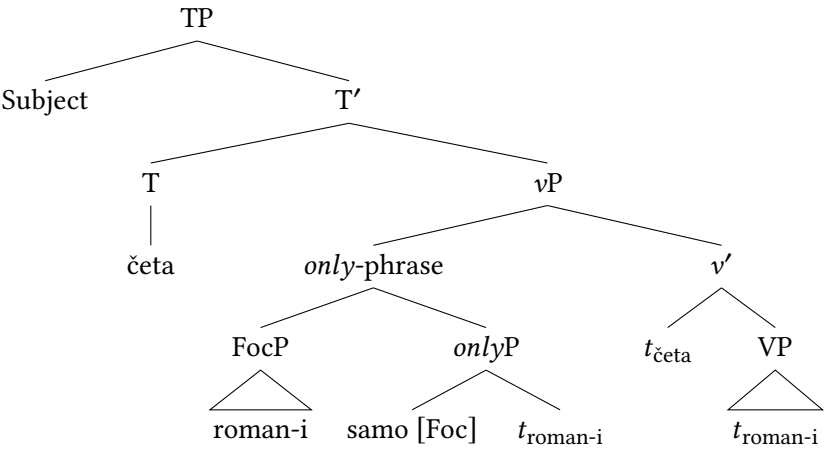 TP
Subject T′
T vP
četa only-phrase v′
FocP onlyP tčeta VP
roman-i samo [Foc] troman-i troman-i